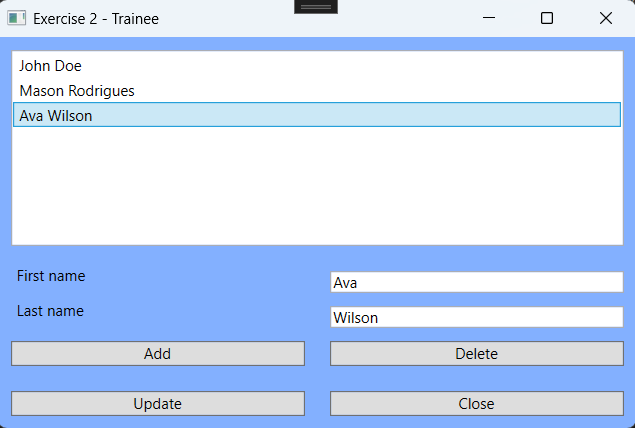 Exercise 2 - Trainee
John Doe
Mason Rodrigues
Ava Wilson
First name
Ava
Last name
Wilson
Add
Delete
Update
Close